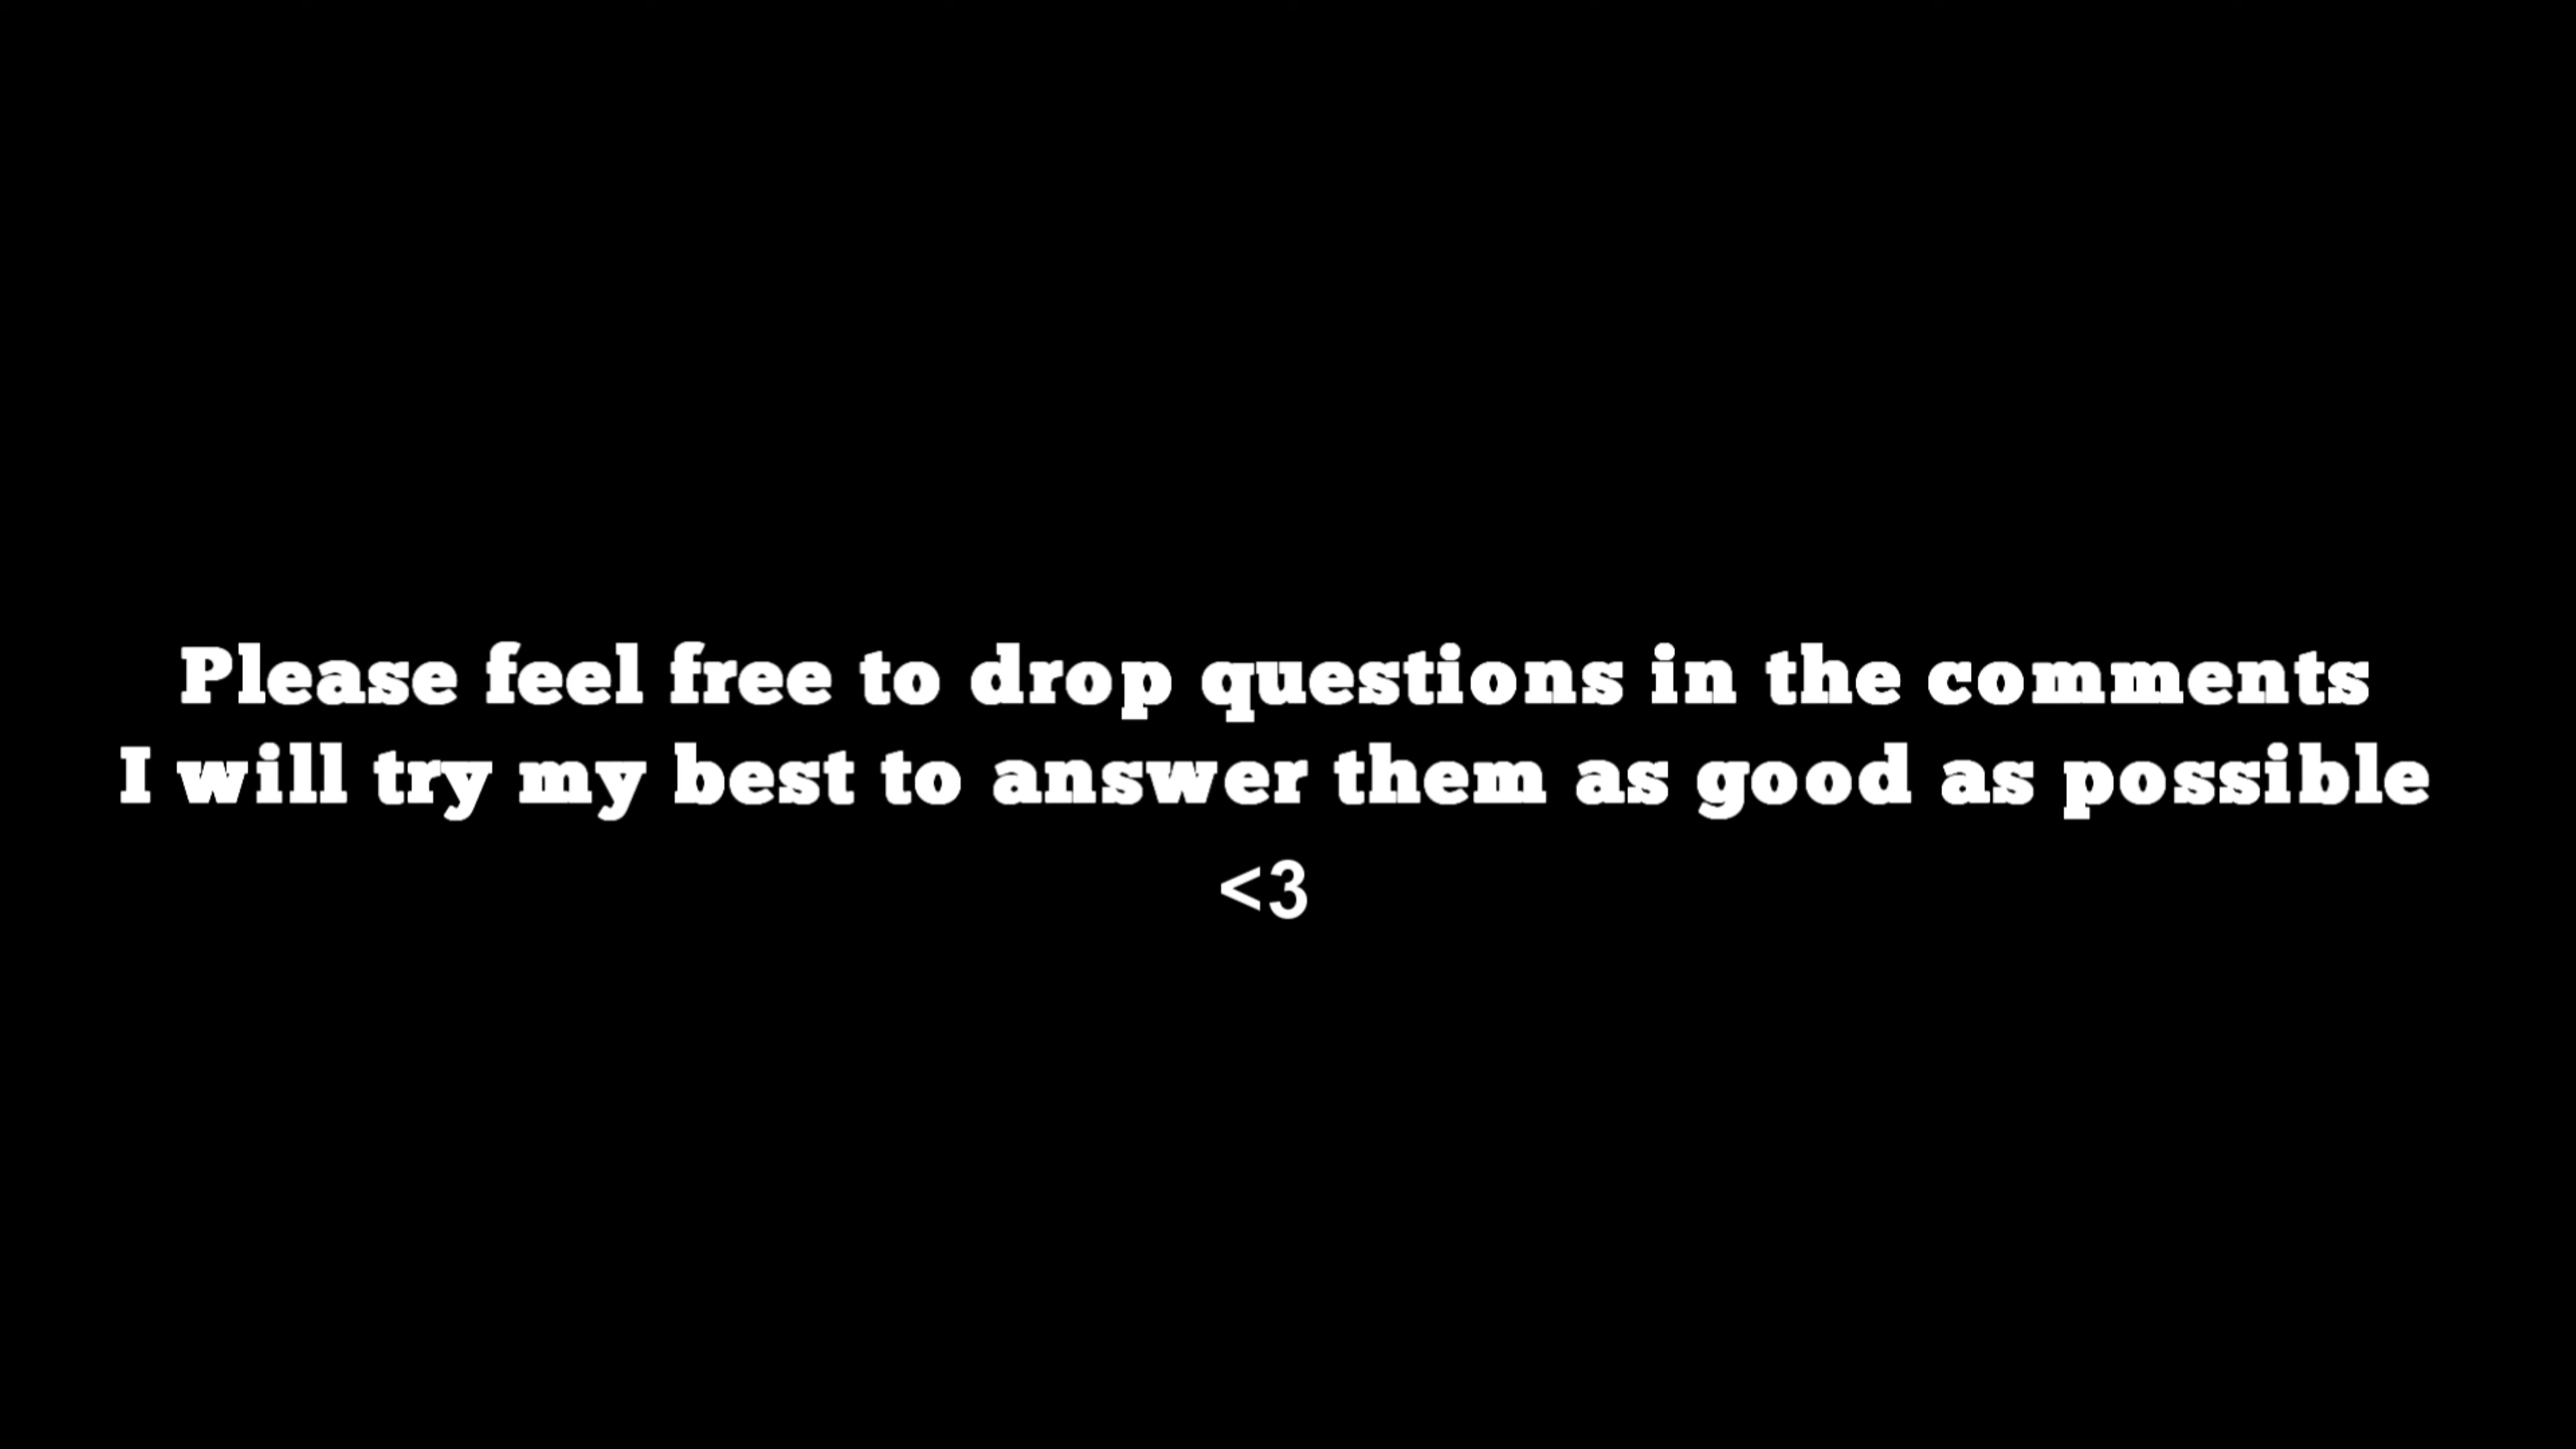 Please feel free to drop questions in the comments
I will try my best to answer them as good as possible
<3